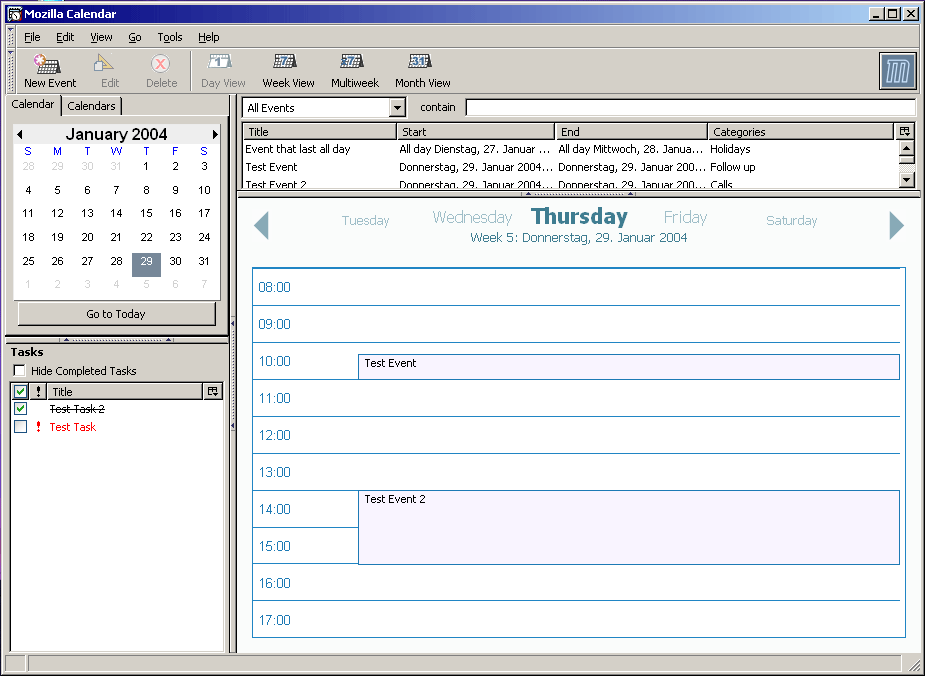 Mozilla Calendar
File Edit View Go Tools Help
New Event Edit Delete Day View Week View Multiweek Month View
Calendar Calendars
January 2004
S M T W T F S
28 29 30 31 1 2 3
4 5 6 7 8 9 10
11 12 13 14 15 16 17
18 19 20 21 22 23 24
25 26 27 28 29 30 31
1 2 3 4 5 6 7
Go to Today
Tasks
Hide Completed Tasks
! Title
Test Task 2
! Test Task
All Events contain
Title Start End Categories
Event that last all day All day Dienstag, 27. Januar ... All day Mittwoch, 28. Janua... Holidays
Test Event Donnerstag, 29. Januar 2004... Donnerstag, 29. Januar 200... Follow up
Test Event 2 Donnerstag, 29. Januar 2004... Donnerstag, 29. Januar 200... Calls
Tuesday Wednesday Thursday Friday Saturday
Week 5: Donnerstag, 29. Januar 2004
08:00
09:00
10:00 Test Event
11:00
12:00
13:00
14:00 Test Event 2
15:00
16:00
17:00